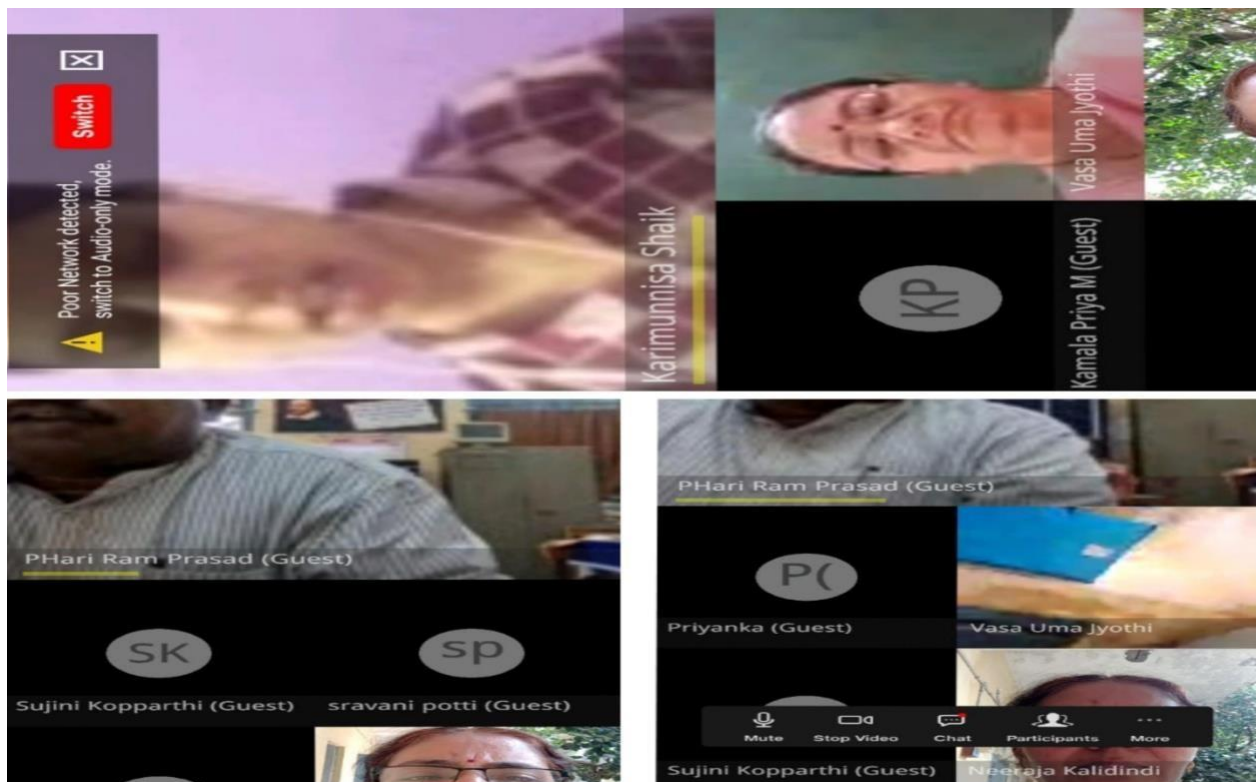 Poor Network detected,
switch to Audio-only mode.
Switch
Karimunnisa Shaik
Vasa Uma Jyothi
KP
Kamala Priya M (Guest)
PHari Ram Prasad (Guest)
SK
sp
Sujini Kopparthi (Guest)
sravani potti (Guest)
PHari Ram Prasad (Guest)
P(
Priyanka (Guest)
Vasa Uma Jyothi
Mute
Stop Video
Chat
Participants
More
Sujini Kopparthi (Guest)
Neeraja Kalidindi